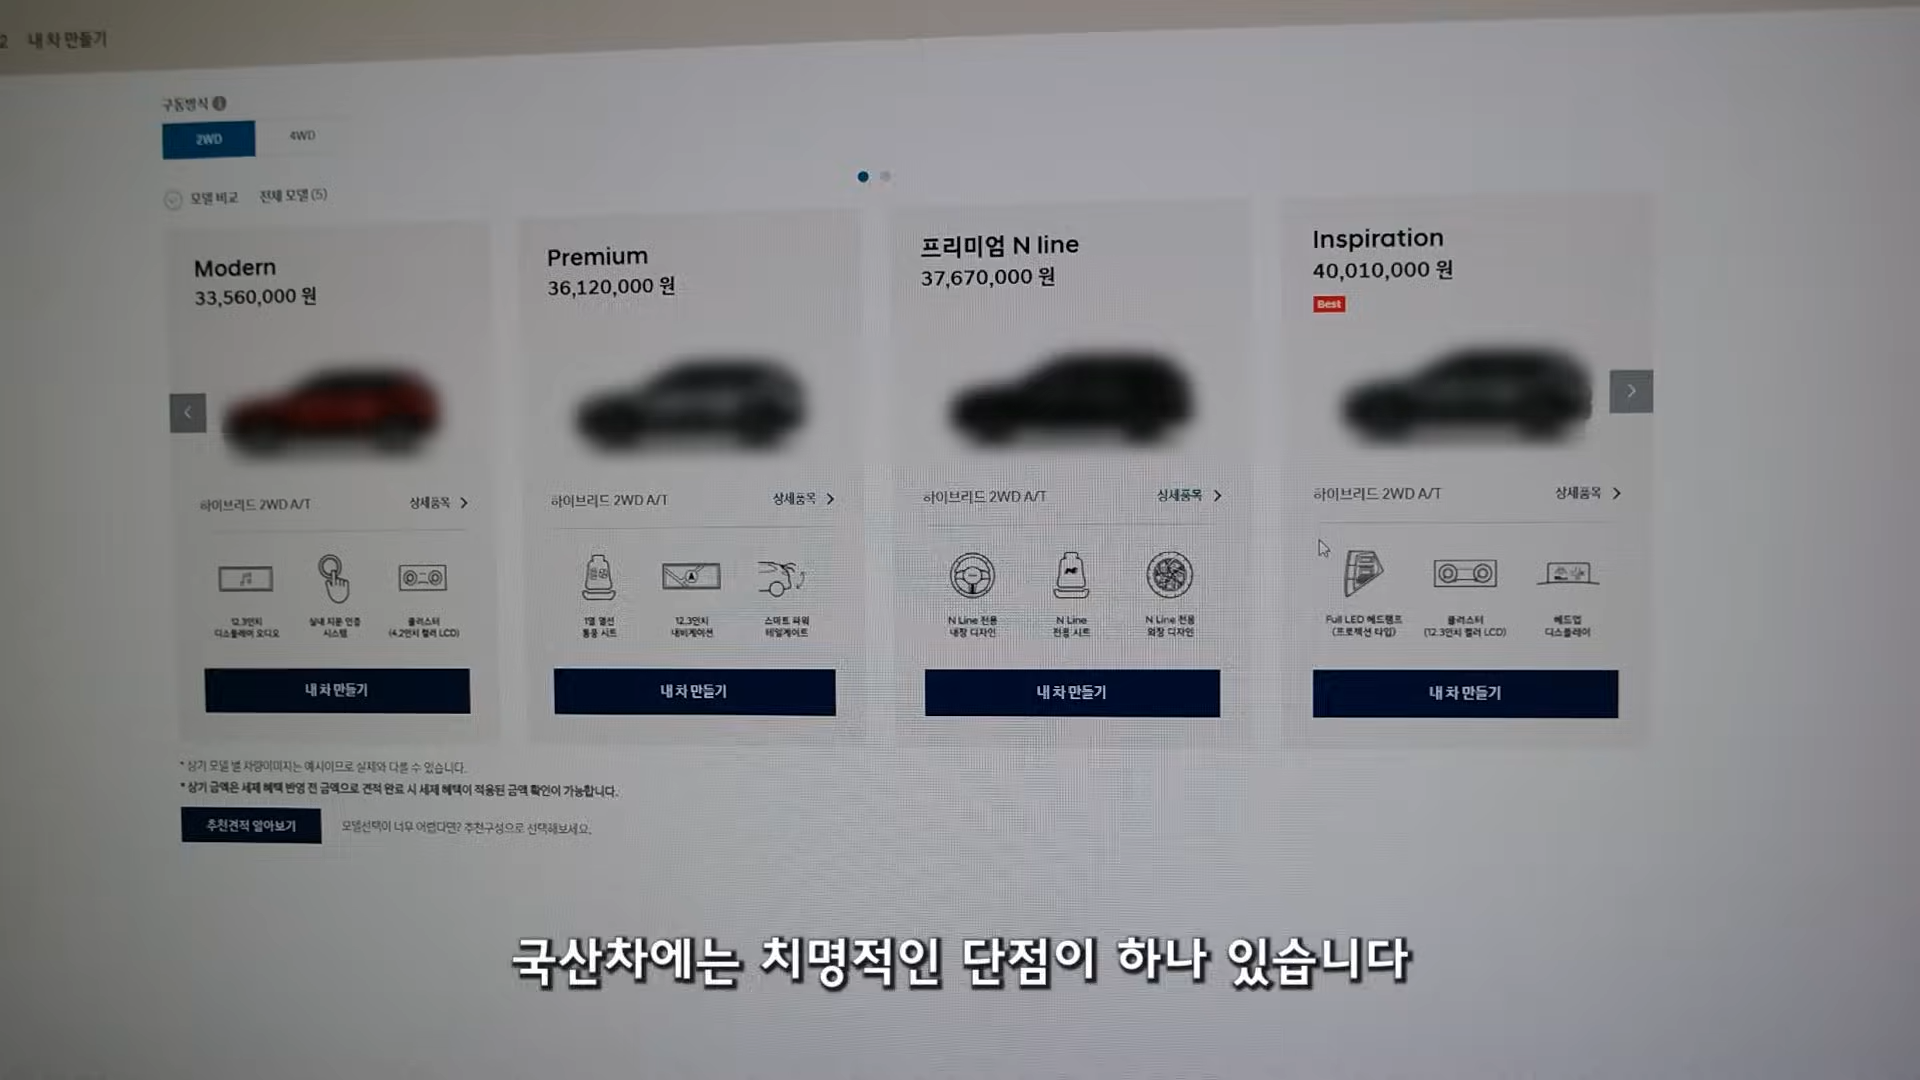 2 내 차 만들기
구동방식
2WD 4WD
모델 비교 전체 모델 (5)
Modern
33,560,000 원
하이브리드 2WD A/T 상세품목
12.3인치
디스플레이 오디오
실내 지문 인증
시스템
클러스터
(4.2인치 컬러 LCD)
내 차 만들기
Premium
36,120,000 원
하이브리드 2WD A/T 상세품목
1열 열선
통풍 시트
12.3인치
내비게이션
스마트 파워
테일게이트
내 차 만들기
프리미엄 N line
37,670,000 원
하이브리드 2WD A/T 상세품목
N Line 전용
내장 디자인
N Line
전용 시트
N Line 전용
외장 디자인
내 차 만들기
Inspiration
40,010,000 원
Best
하이브리드 2WD A/T 상세품목
Full LED 헤드램프
(프로젝션 타입)
클러스터
(12.3인치 컬러 LCD)
헤드업
디스플레이
내 차 만들기
* 상기 모델 별 차량이미지는 예시이므로 실제와 다를 수 있습니다.
* 상기 금액은 세제 혜택 반영 전 금액으로 견적 완료 시 세제 혜택이 적용된 금액 확인이 가능합니다.
추천견적 알아보기 모델선택이 너무 어렵다면? 추천구성으로 선택해보세요.
국산차에는 치명적인 단점이 하나 있습니다